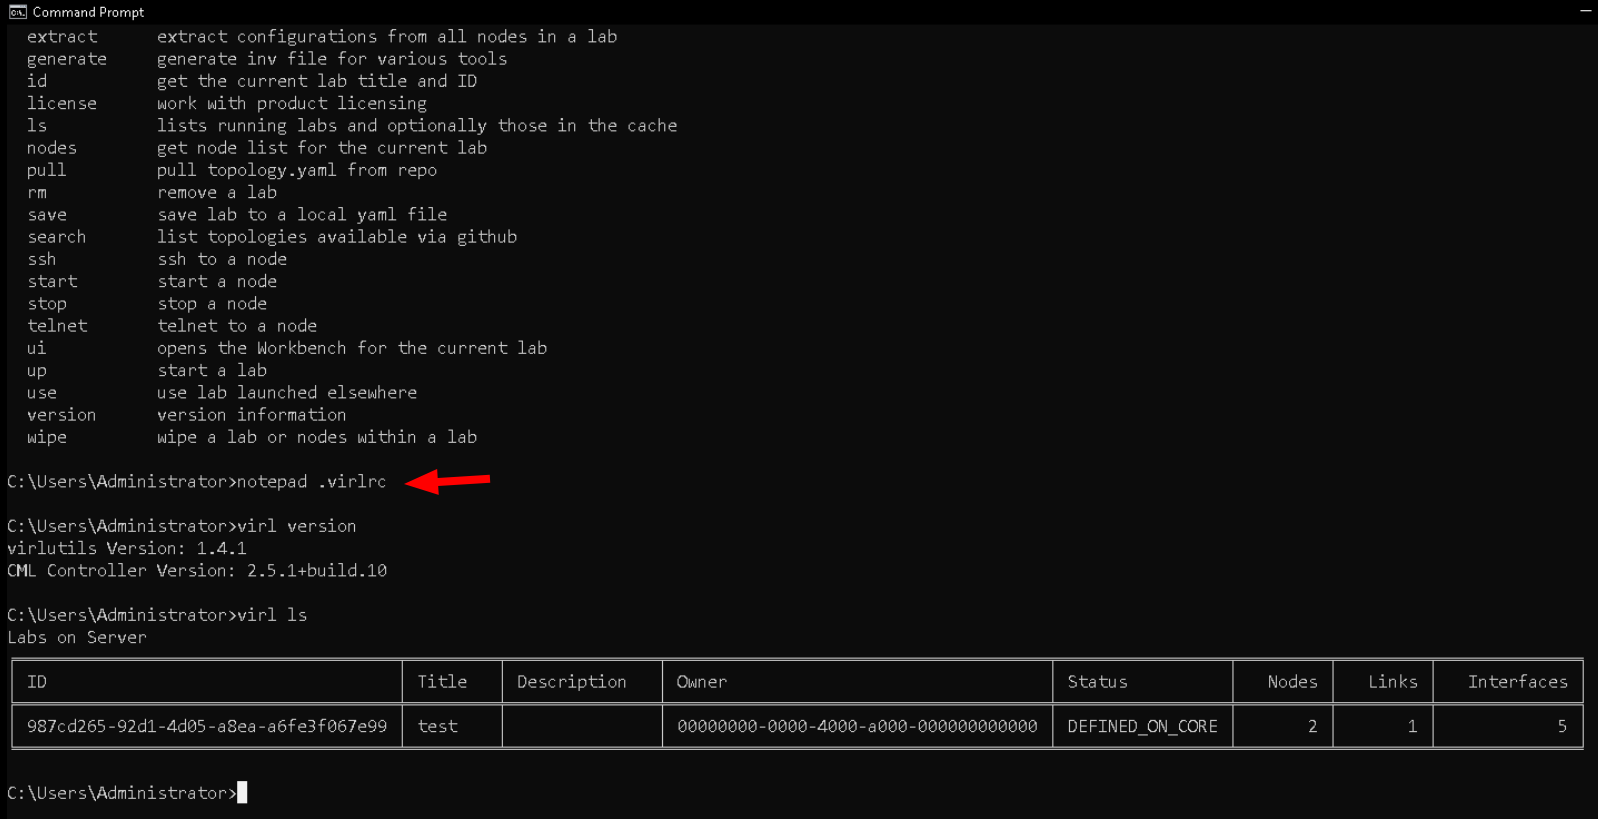 Command Prompt
extract extract configurations from all nodes in a lab
generate generate inv file for various tools
id get the current lab title and ID
license work with product licensing
ls lists running labs and optionally those in the cache
nodes get node list for the current lab
pull pull topology.yaml from repo
rm remove a lab
save save lab to a local yaml file
search list topologies available via github
ssh ssh to a node
start start a node
stop stop a node
telnet telnet to a node
ui opens the Workbench for the current lab
up start a lab
use use lab launched elsewhere
version version information
wipe wipe a lab or nodes within a lab
C:\Users\Administrator>notepad .virlrc
C:\Users\Administrator>virl version
virlutils Version: 1.4.1
CML Controller Version: 2.5.1+build.10
C:\Users\Administrator>virl ls
Labs on Server
ID Title Description Owner Status Nodes Links Interfaces
987cd265-92d1-4d05-a8ea-a6fe3f067e99 test 00000000-0000-4000-a000-000000000000 DEFINED_ON_CORE 2 1 5
C:\Users\Administrator>